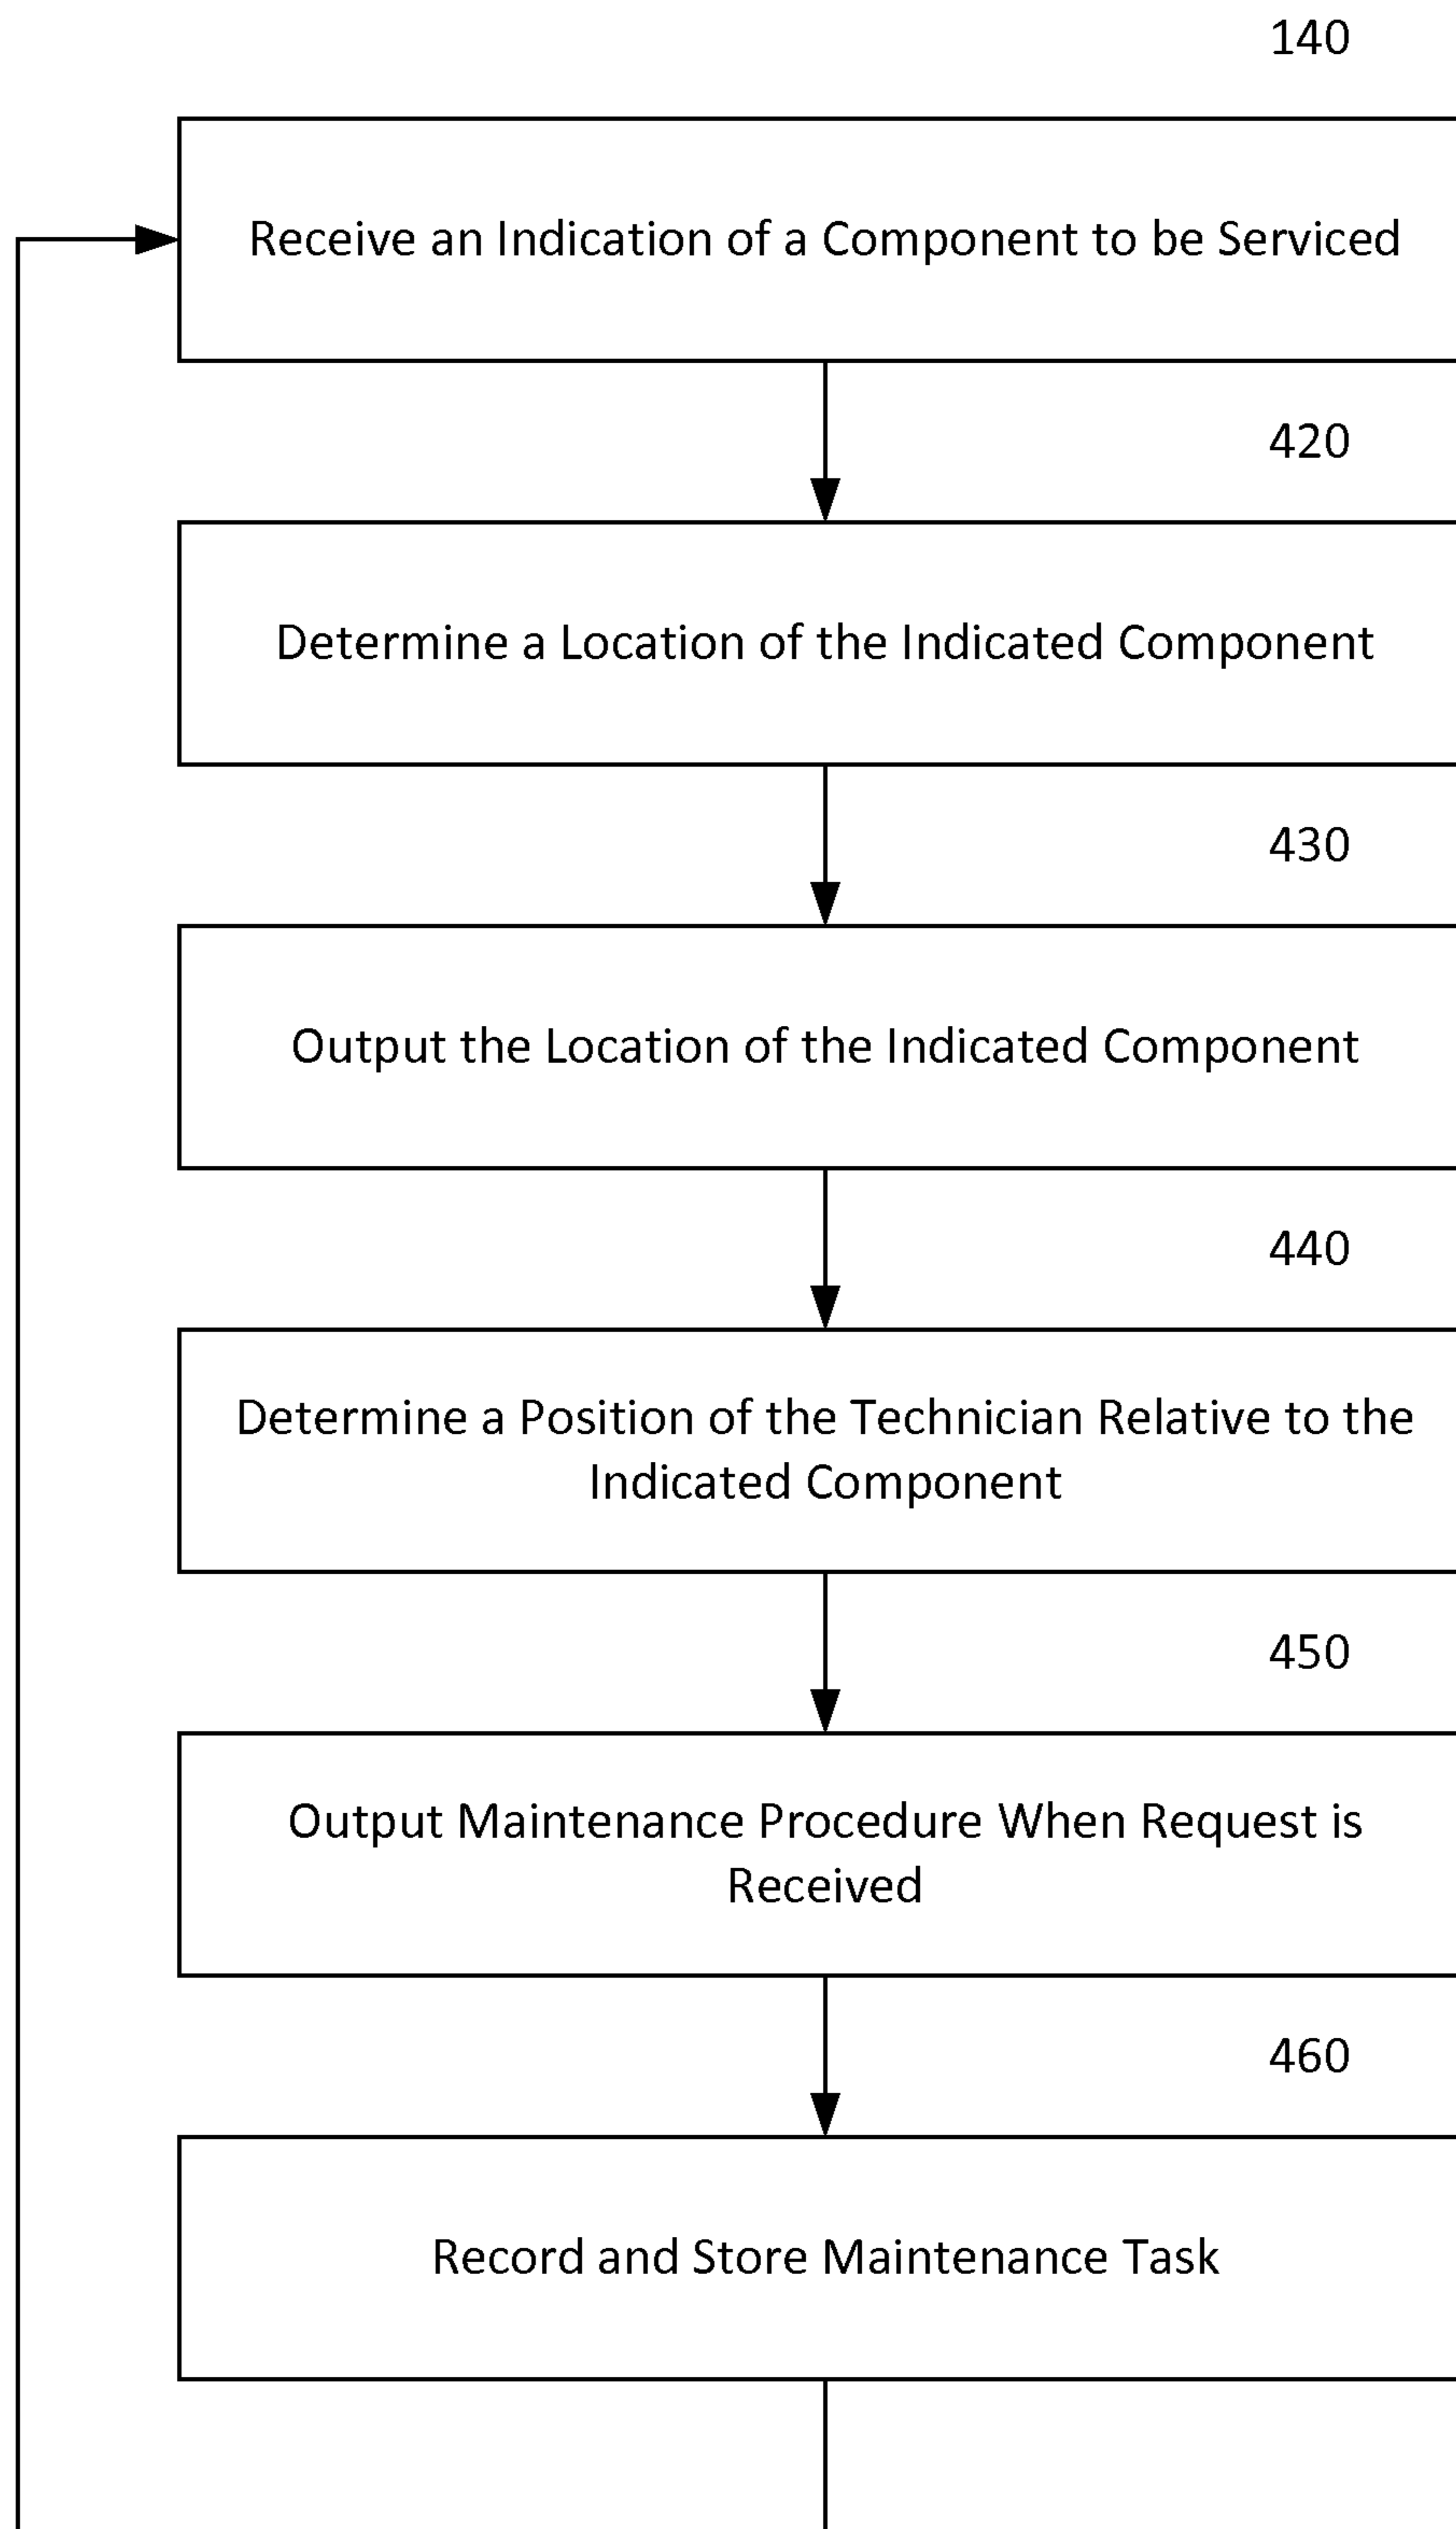 140
Receive an Indication of a Component to be Serviced
420
Determine a Location of the Indicated Component
430
Output the Location of the Indicated Component
440
Determine a Position of the Technician Relative to the
Indicated Component
450
Output Maintenance Procedure When Request is
Received
460
Record and Store Maintenance Task